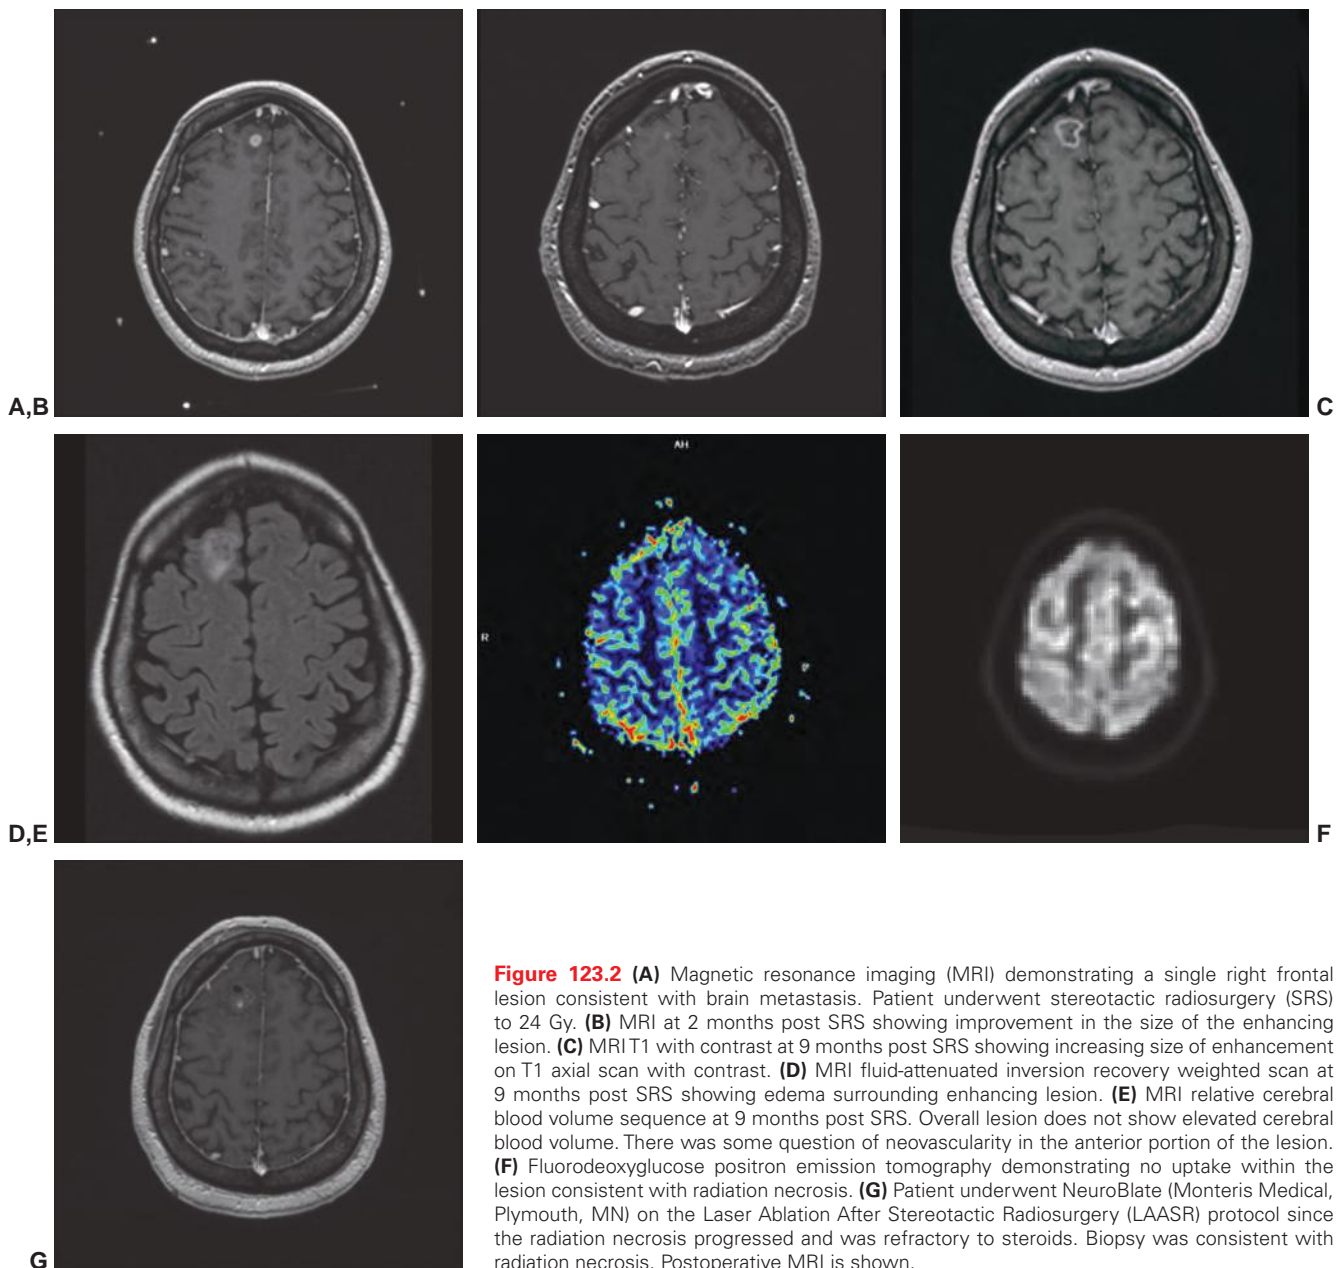 A,B
C
AH
R
D,E
F
G
Figure 123.2 (A) Magnetic resonance imaging (MRI) demonstrating a single right frontal
lesion consistent with brain metastasis. Patient underwent stereotactic radiosurgery (SRS)
to 24 Gy. (B) MRI at 2 months post SRS showing improvement in the size of the enhancing
lesion. (C) MRI T1 with contrast at 9 months post SRS showing increasing size of enhancement
on T1 axial scan with contrast. (D) MRI fluid-attenuated inversion recovery weighted scan at
9 months post SRS showing edema surrounding enhancing lesion. (E) MRI relative cerebral
blood volume sequence at 9 months post SRS. Overall lesion does not show elevated cerebral
blood volume. There was some question of neovascularity in the anterior portion of the lesion.
(F) Fluorodeoxyglucose positron emission tomography demonstrating no uptake within the
lesion consistent with radiation necrosis. (G) Patient underwent NeuroBlate (Monteris Medical,
Plymouth, MN) on the Laser Ablation After Stereotactic Radiosurgery (LAASR) protocol since
the radiation necrosis progressed and was refractory to steroids. Biopsy was consistent with
radiation necrosis. Postoperative MRI is shown.